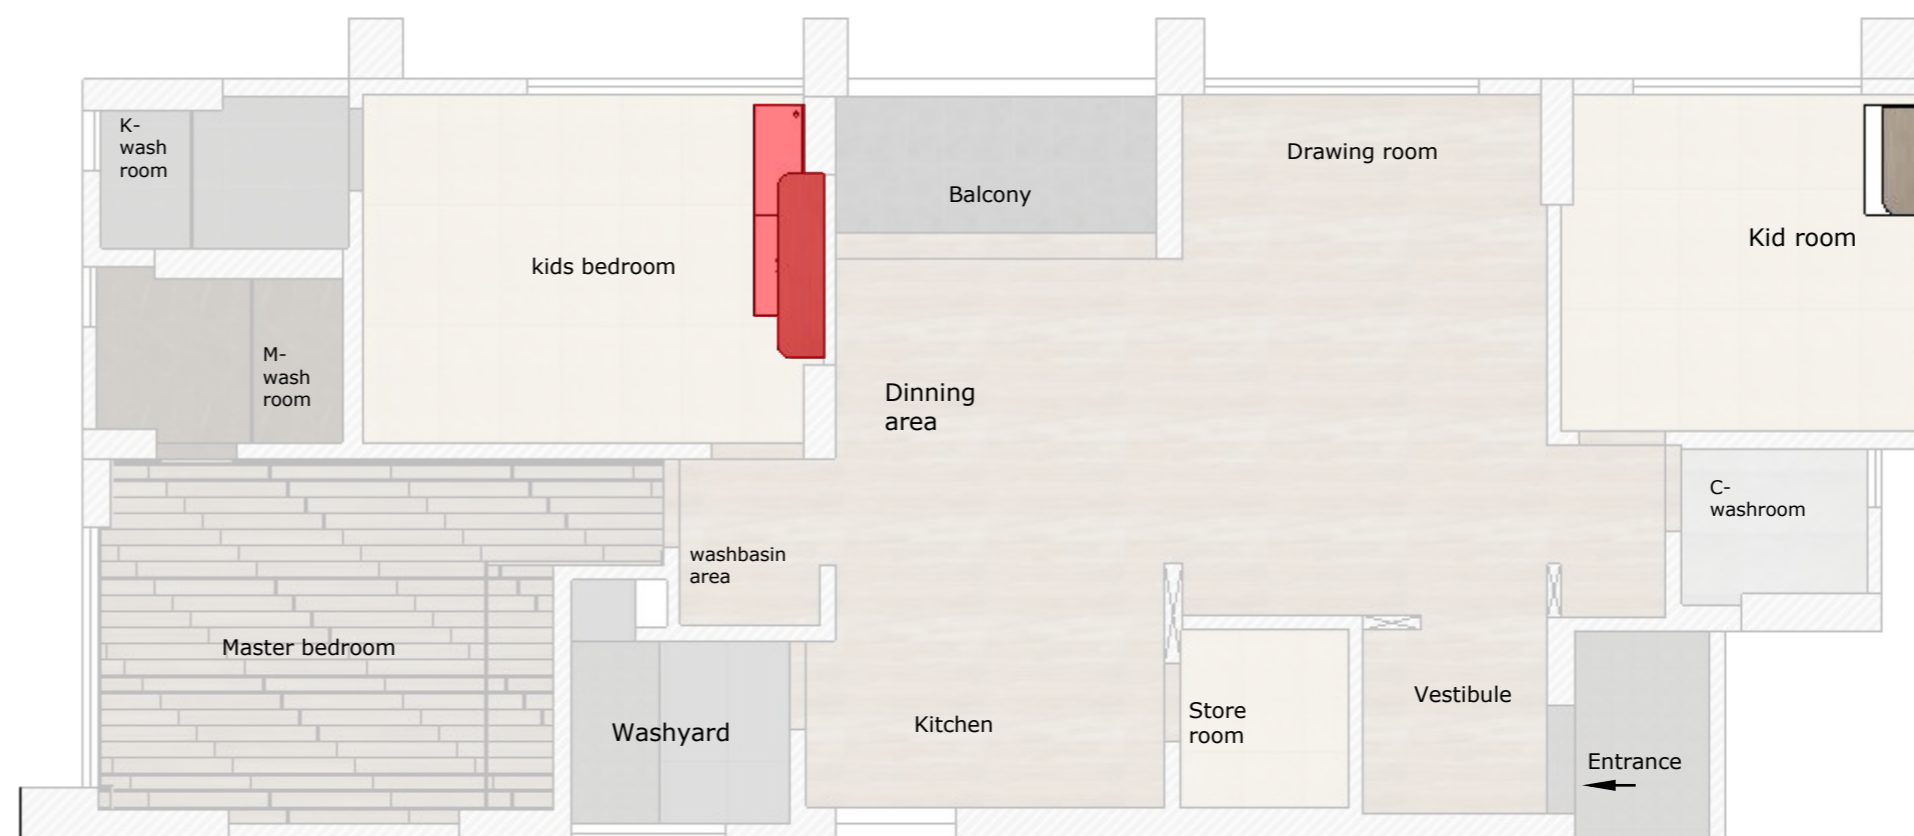 K-
wash
room
Drawing room
Balcony
Kid room
kids bedroom
M-
wash
room
Dinning
area
C-
washroom
washbasin
area
Master bedroom
Vestibule
Store
room
Kitchen
Washyard
Entrance